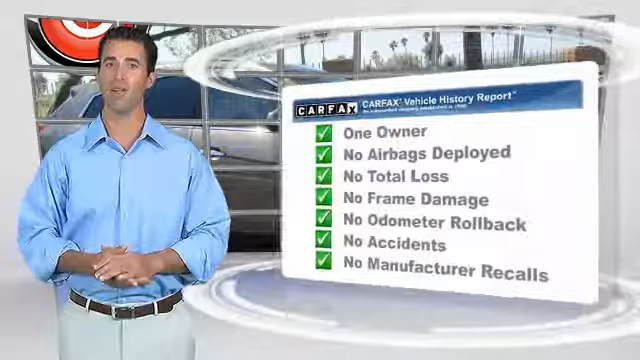 CARFAX CARFAX Vehicle History Report™
One Owner
No Airbags Deployed
No Total Loss
No Frame Damage
No Odometer Rollback
No Accidents
No Manufacturer Recalls